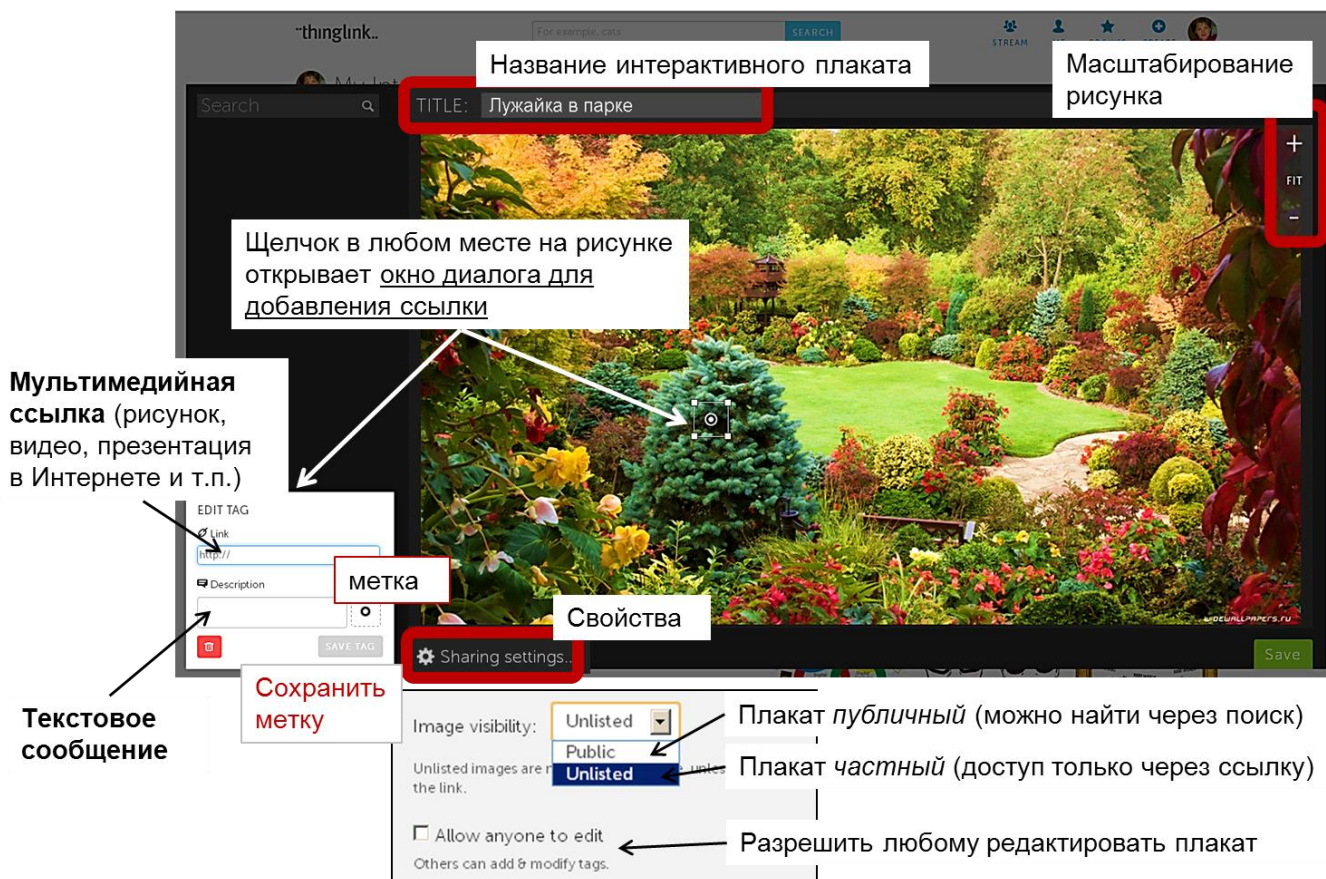 thinglink..
For example, cats
SEARCH
STREAM
Название интерактивного плаката
Масштабирование
рисунка
Search
TITLE: Лужайка в парке
+
FIT
-
Щелчок в любом месте на рисунке
открывает окно диалога для
добавления ссылки
Мультимедийная
ссылка (рисунок,
видео, презентация
в Интернете и т.п.)
EDIT TAG
Link
http://
Description
метка
SAVE TAG
Сохранить
метку
Текстовое
сообщение
Свойства
Sharing settings..
WIDEWALLPAPERS.RU
Save
Image visibility: Unlisted
Public
Unlisted
Unlisted images are
the link.
Allow anyone to edit
Others can add & modify tags.
Плакат публичный (можно найти через поиск)
Плакат частный (доступ только через ссылку)
Разрешить любому редактировать плакат